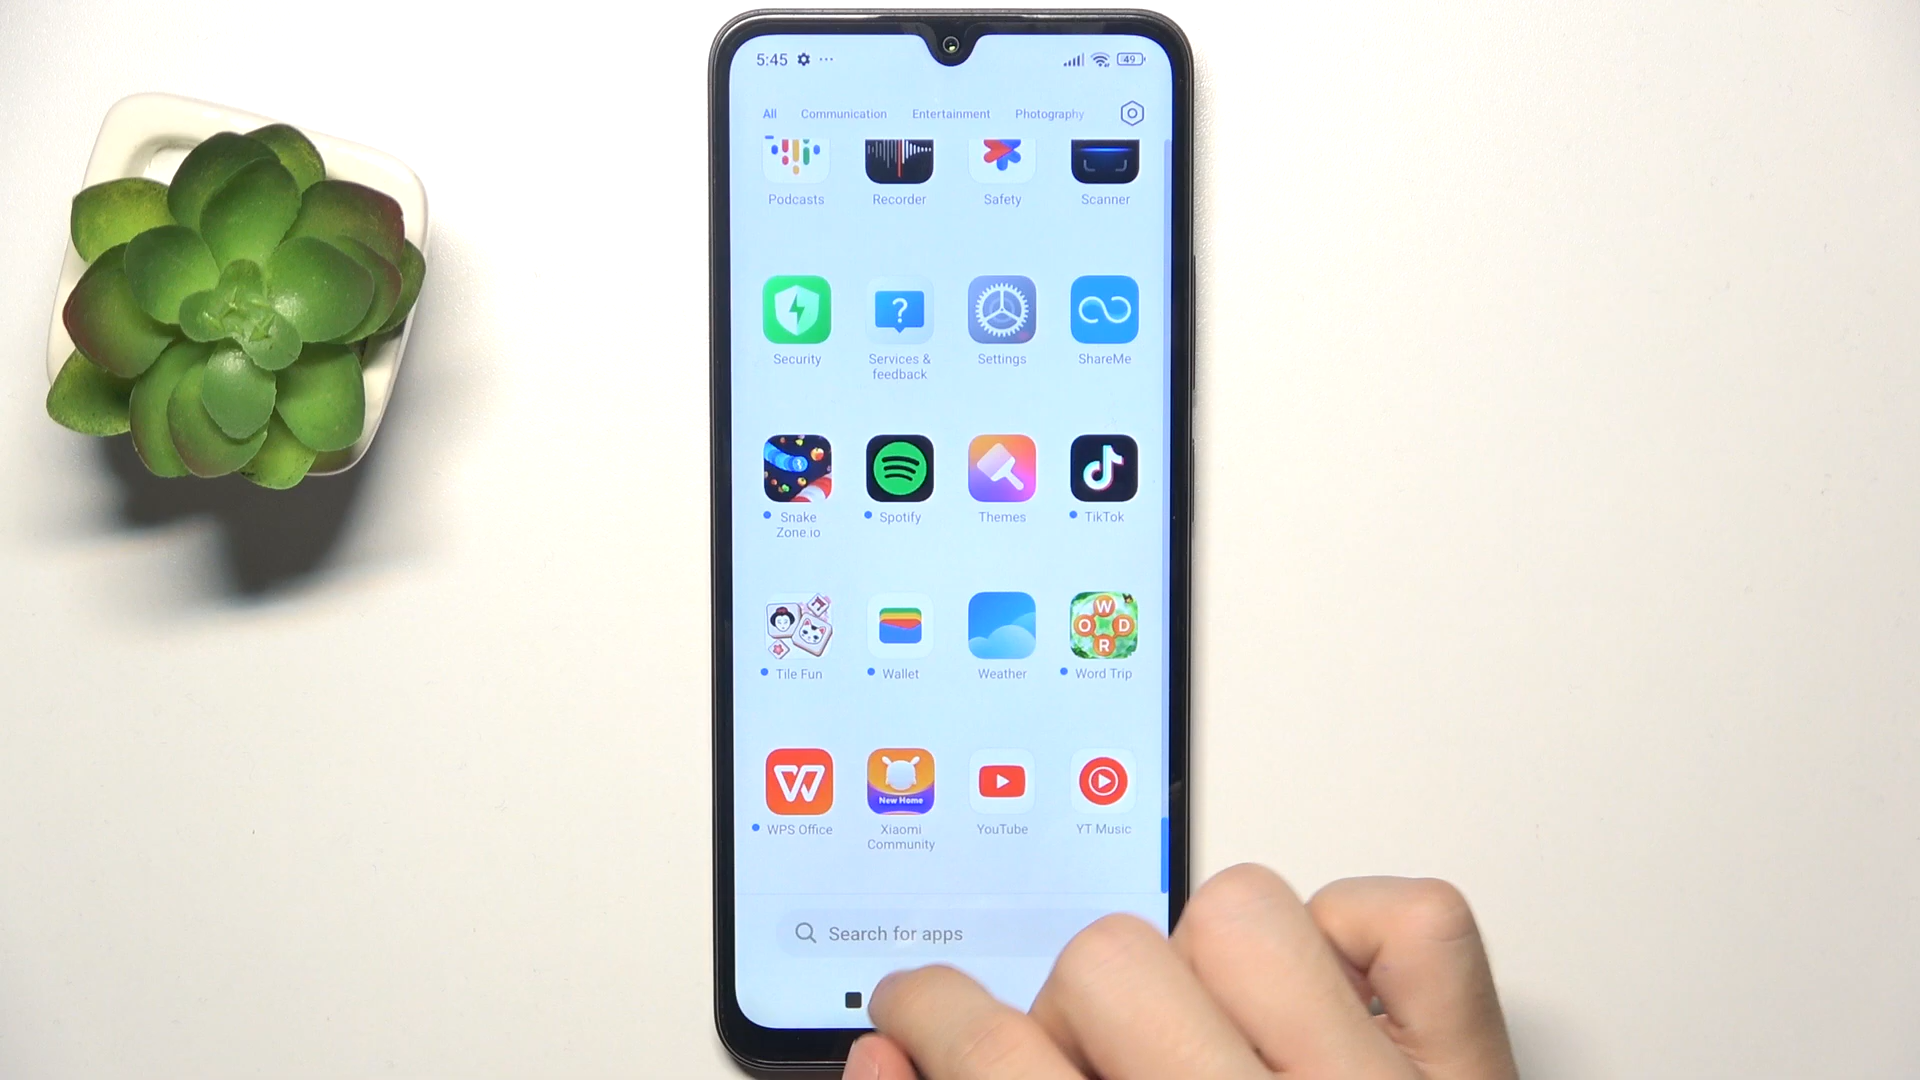 5:45
49
All Communication Entertainment Photography
Podcasts Recorder Safety Scanner
Security Services & Settings ShareMe
feedback
Snake Spotify Themes TikTok
Zone.io
W
O D
R
Tile Fun Wallet Weather Word Trip
New Home
WPS Office Xiaomi YouTube YT Music
Community
Search for apps